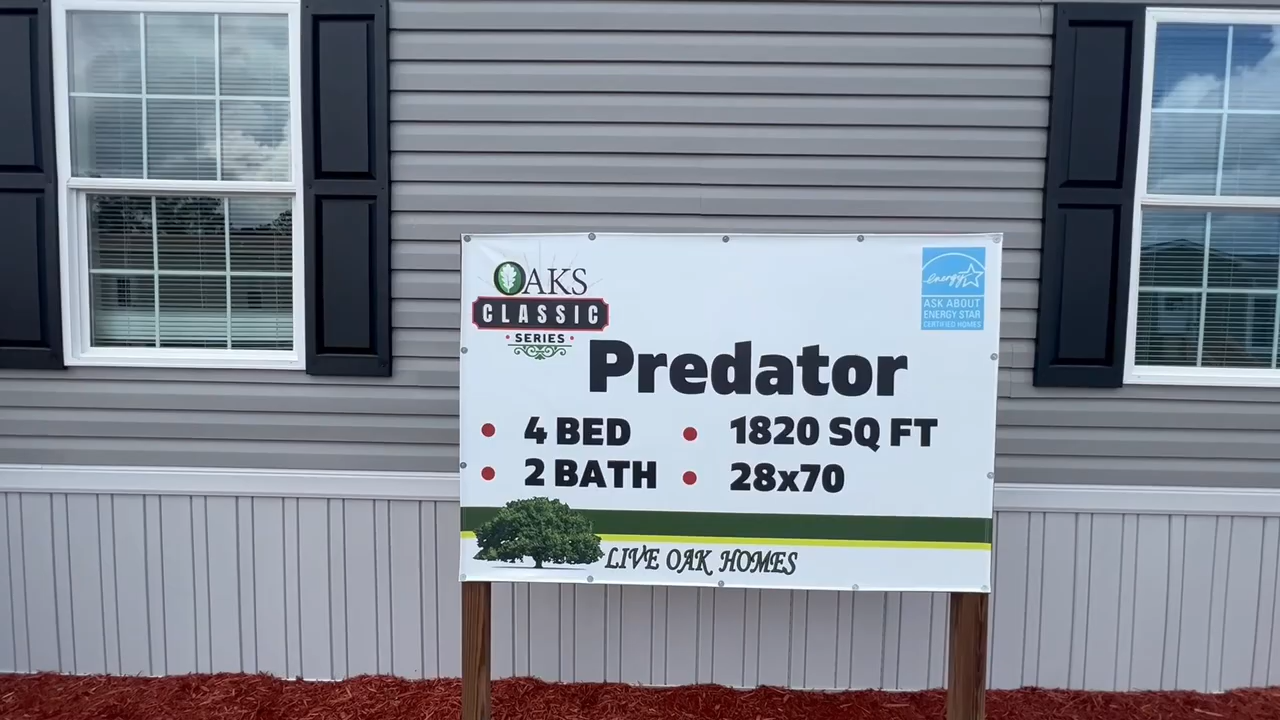 OAKS
CLASSIC
SERIES
energy
ASK ABOUT
ENERGY STAR
CERTIFIED HOMES
Predator
4 BED
2 BATH
1820 SQ FT
28x70
LIVE OAK HOMES